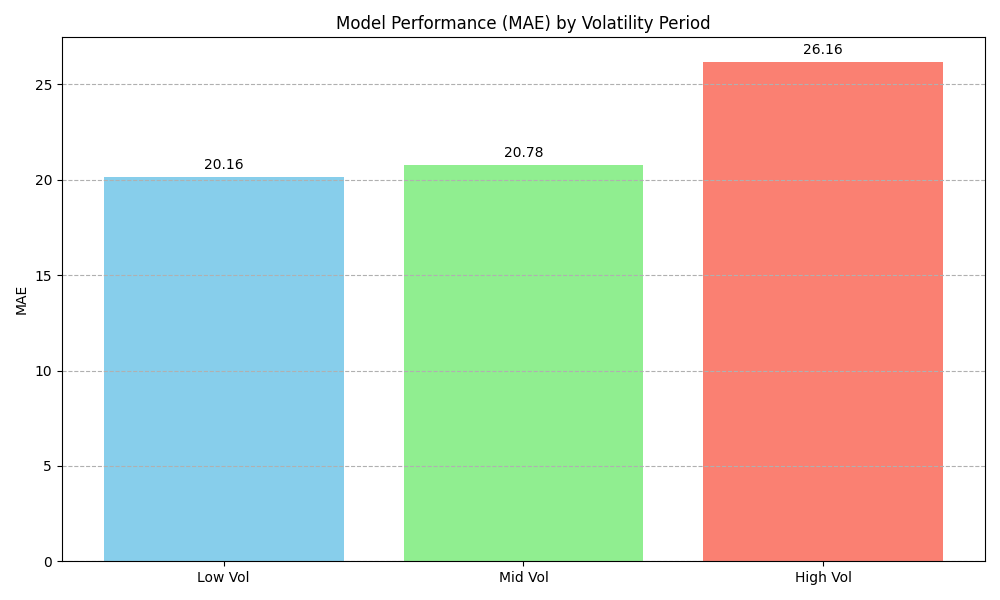 Model Performance (MAE) by Volatility Period
26.16
25
20.78
20.16
20
15
MAE
10
5
0
Low Vol
Mid Vol
High Vol